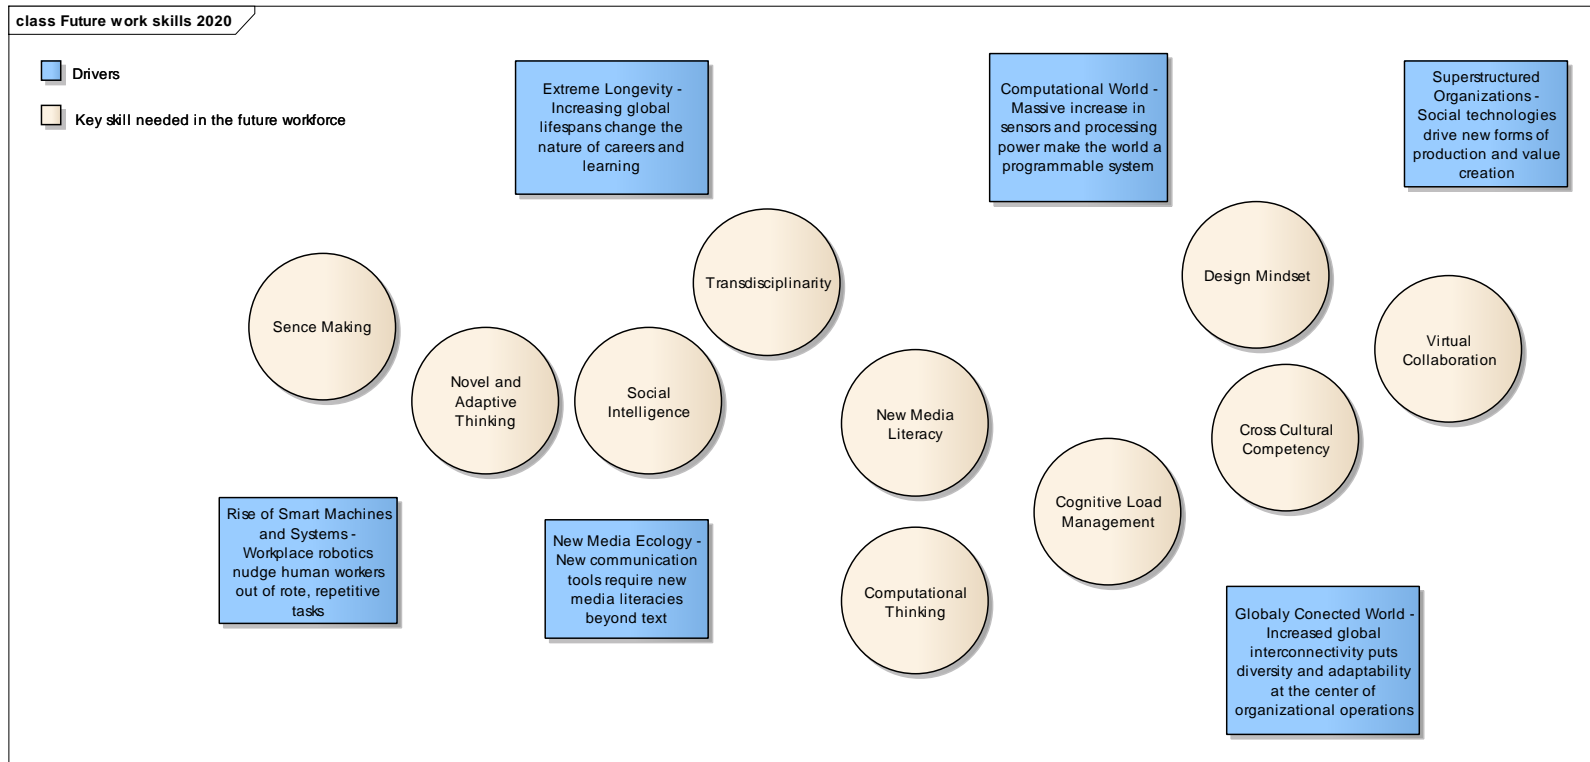 class Future work skills 2020
Drivers
Key skill needed in the future workforce
Extreme Longevity -
Increasing global
lifespans change the
nature of careers and
learning
Computational World -
Massive increase in
sensors and processing
power make the world a
programmable system
Superstructured
Organizations -
Social technologies
drive new forms of
production and value
creation
Sence Making
Novel and
Adaptive
Thinking
Social
Intelligence
Transdisciplinarity
New Media
Literacy
Computational
Thinking
Cognitive Load
Management
Design Mindset
Cross Cultural
Competency
Virtual
Collaboration
Rise of Smart Machines
and Systems -
Workplace robotics
nudge human workers
out of rote, repetitive
tasks
New Media Ecology -
New communication
tools require new
media literacies
beyond text
Globaly Conected World -
Increased global
interconnectivity puts
diversity and adaptability
at the center of
organizational operations